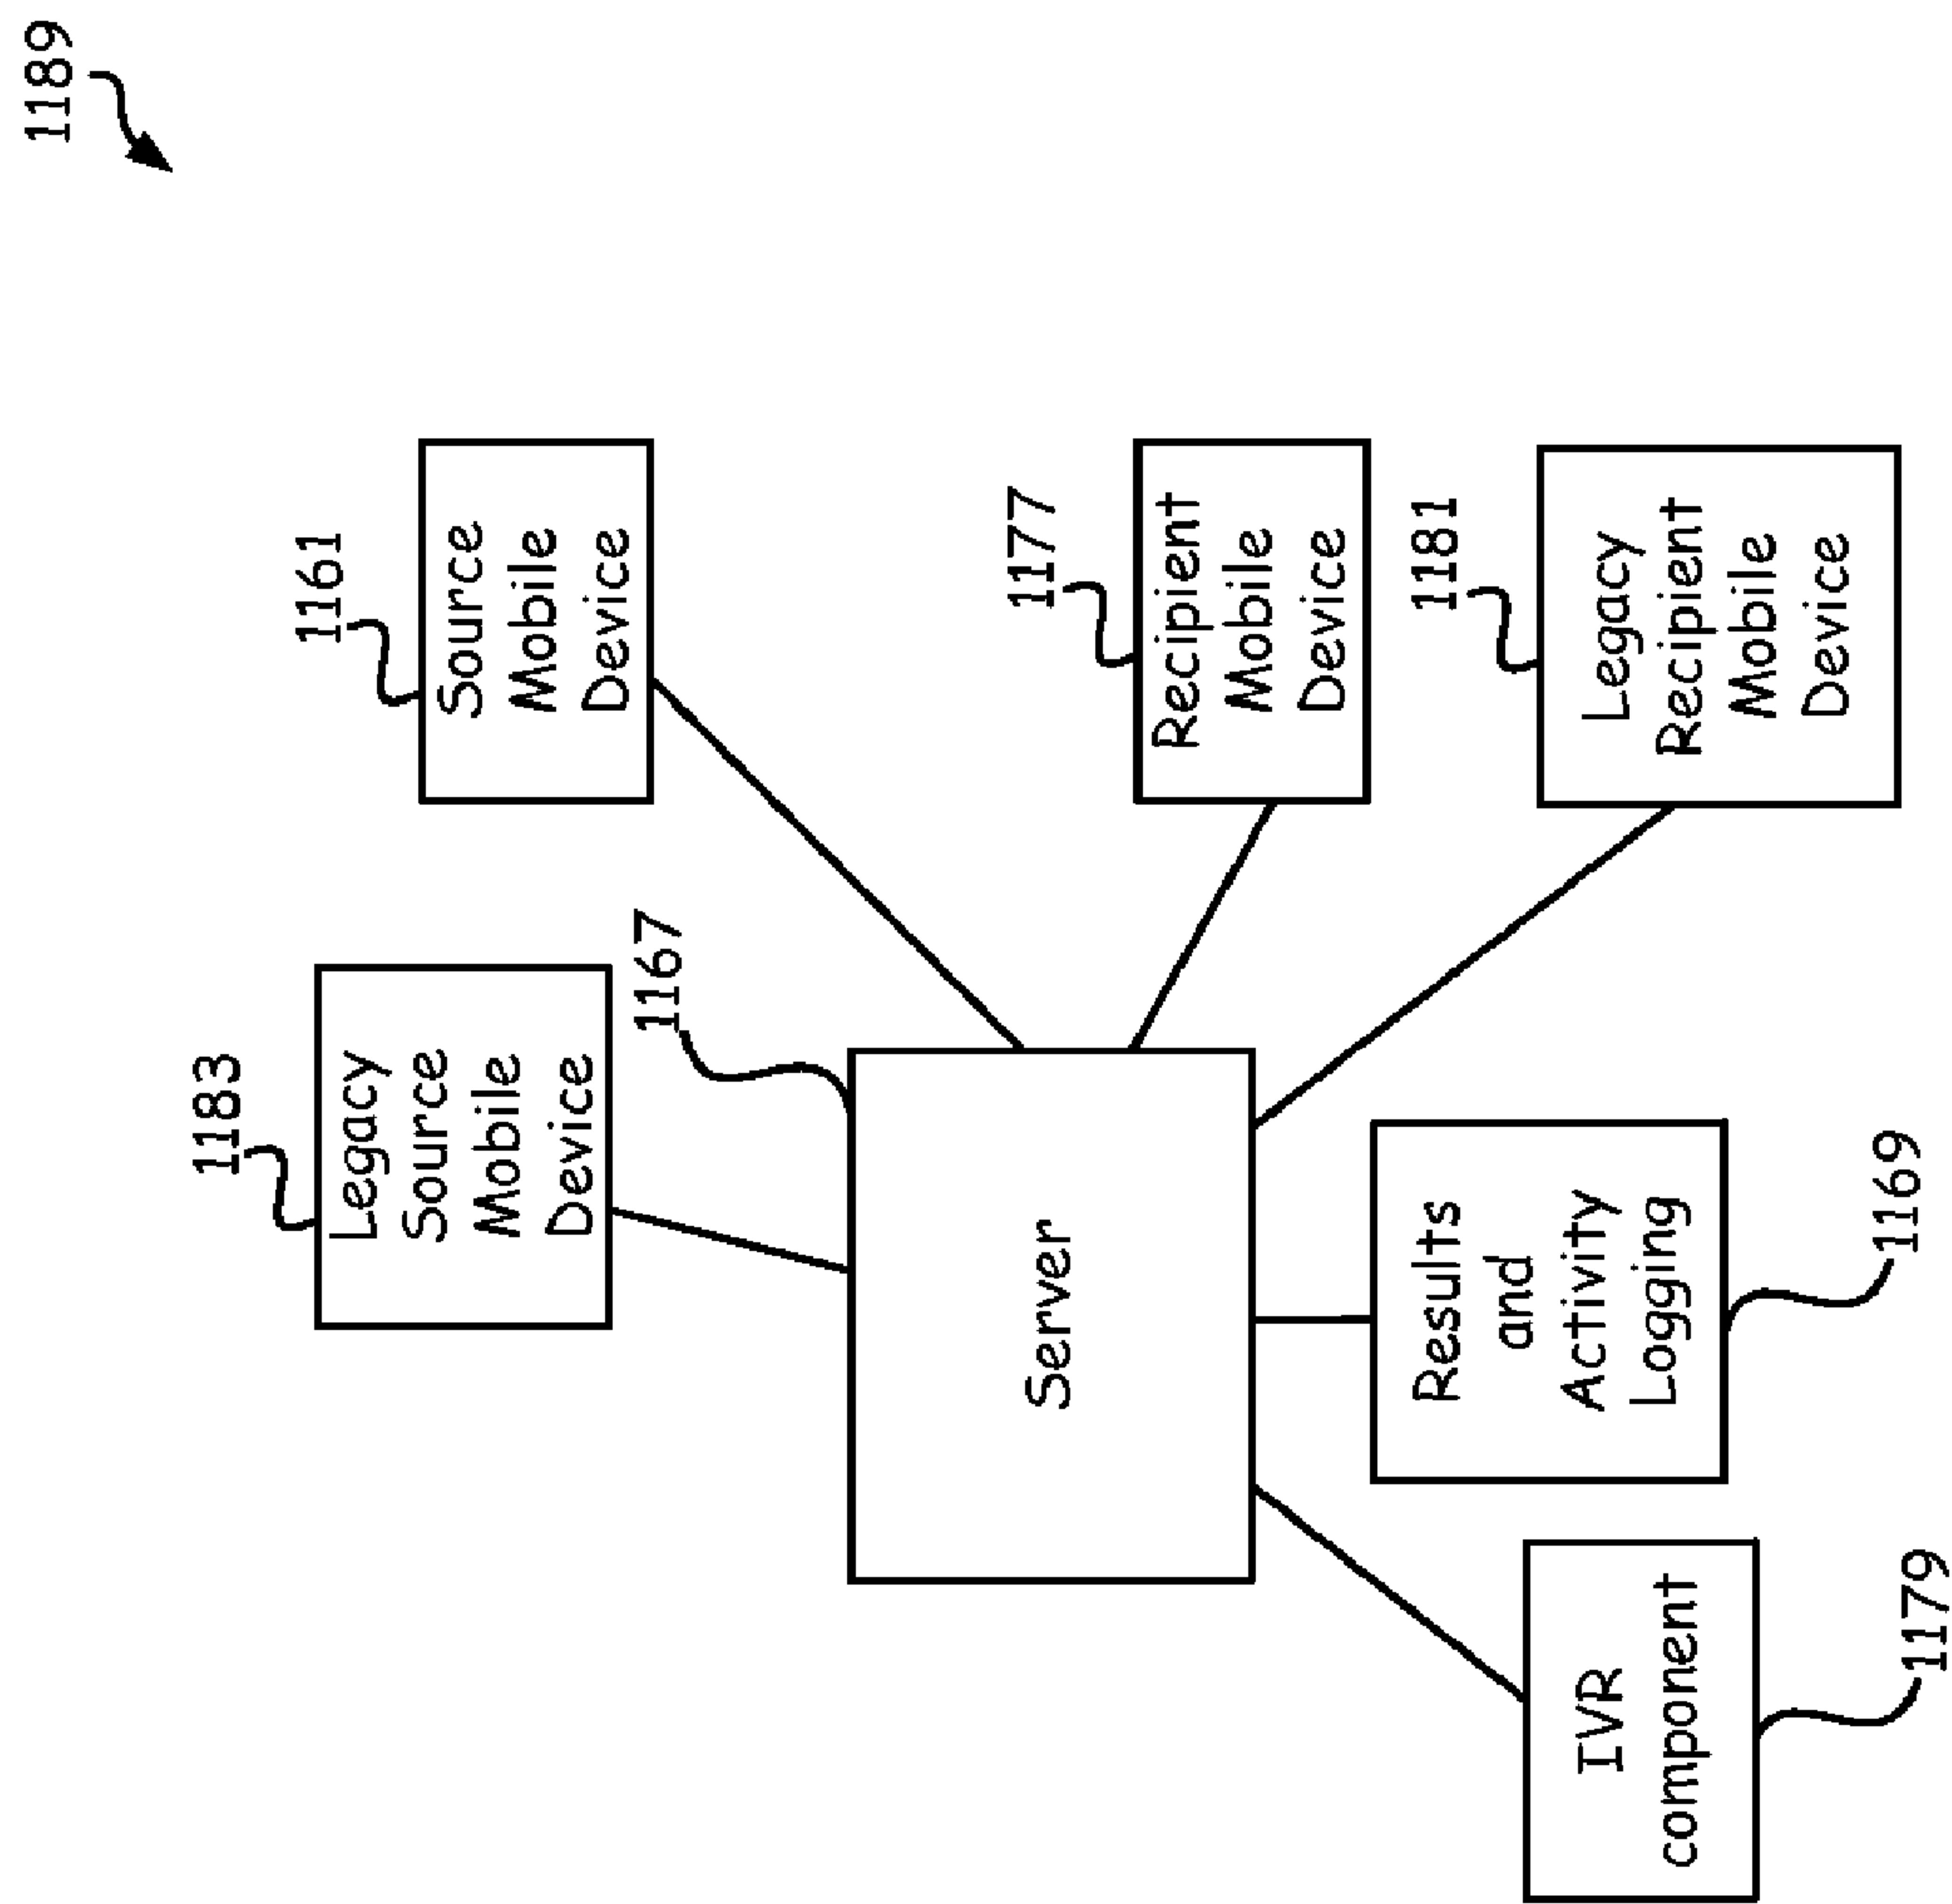 1189
1183
Legacy
Source
Mobile
Device
1161
Source
Mobile
Device
1167
Server
1177
Recipient
Mobile
Device
1181
Legacy
Recipient
Mobile
Device
Results
and
Activity
Logging
1169
IVR
component
1179